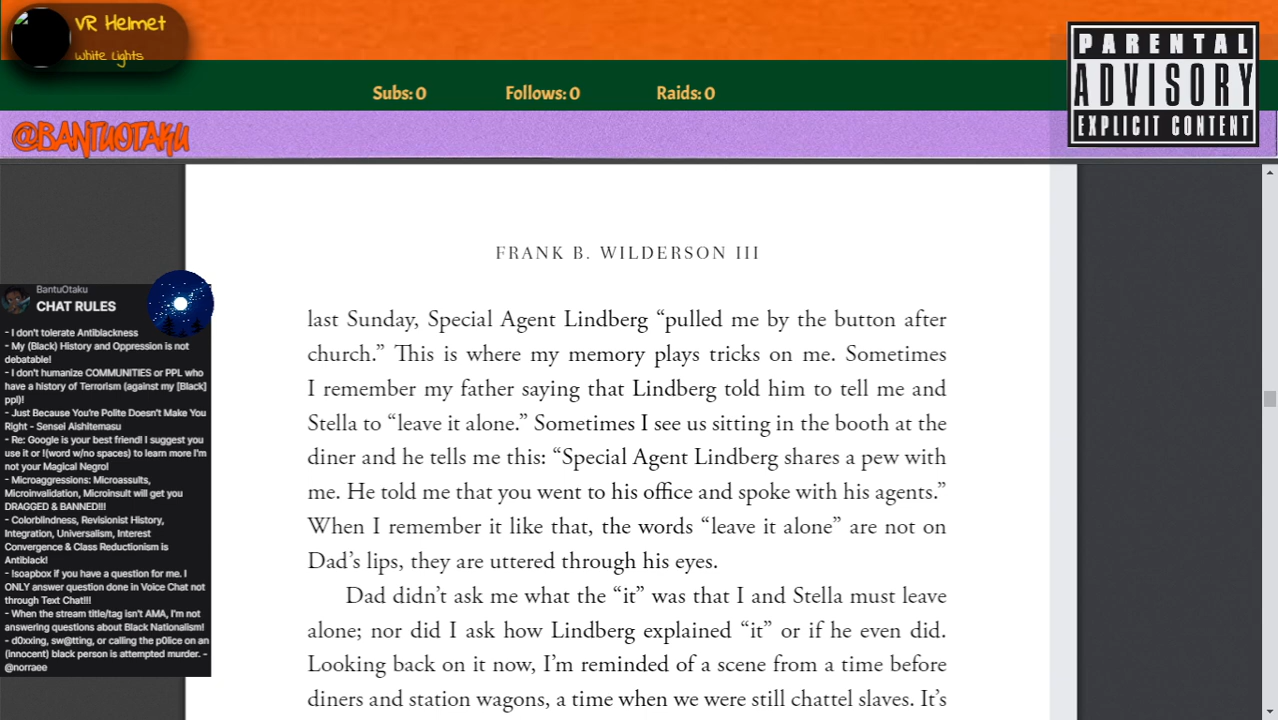 VR Helmet
White Lights
PARENTAL
ADVISORY
EXPLICIT CONTENT
Subs: 0
Follows: 0
Raids: 0
@BANTUOTAKU
FRANK B. WILDERSON III
last Sunday, Special Agent Lindberg “pulled me by the button after
church.” This is where my memory plays tricks on me. Sometimes
I remember my father saying that Lindberg told him to tell me and
Stella to “leave it alone.” Sometimes I see us sitting in the booth at the
diner and he tells me this: “Special Agent Lindberg shares a pew with
me. He told me that you went to his office and spoke with his agents.”
When I remember it like that, the words “leave it alone” are not on
Dad’s lips, they are uttered through his eyes.
Dad didn’t ask me what the “it” was that I and Stella must leave
alone; nor did I ask how Lindberg explained “it” or if he even did.
Looking back on it now, I’m reminded of a scene from a time before
diners and station wagons, a time when we were still chattel slaves. It’s
BantuOtaku
CHAT RULES
- I don't tolerate Antiblackness
- My (Black) History and Oppression is not
debatable!
- I don't humanize COMMUNITIES or PPL who
have a history of Terrorism (against my [Black]
ppl)!
- Just Because You're Polite Doesn't Make You
Right - Sensei Aishitemasu
- Re: Google is your best friend! I suggest you
use it or !(word w/no spaces) to learn more I'm
not your Magical Negro!
- Microaggressions: Microassults,
Microinvalidation, Microinsult will get you
DRAGGED & BANNED!!!
- Colorblindness, Revisionist History,
Integration, Universalism, Interest
Convergence & Class Reductionism is
Antiblack!
- !soapbox if you have a question for me. I
ONLY answer question done in Voice Chat not
through Text Chat!!!
- When the stream title/tag isn't AMA, I'm not
answering questions about Black Nationalism!
- d0xxing, sw@tting, or calling the p0lice on an
(innocent) black person is attempted murder. -
@norraee